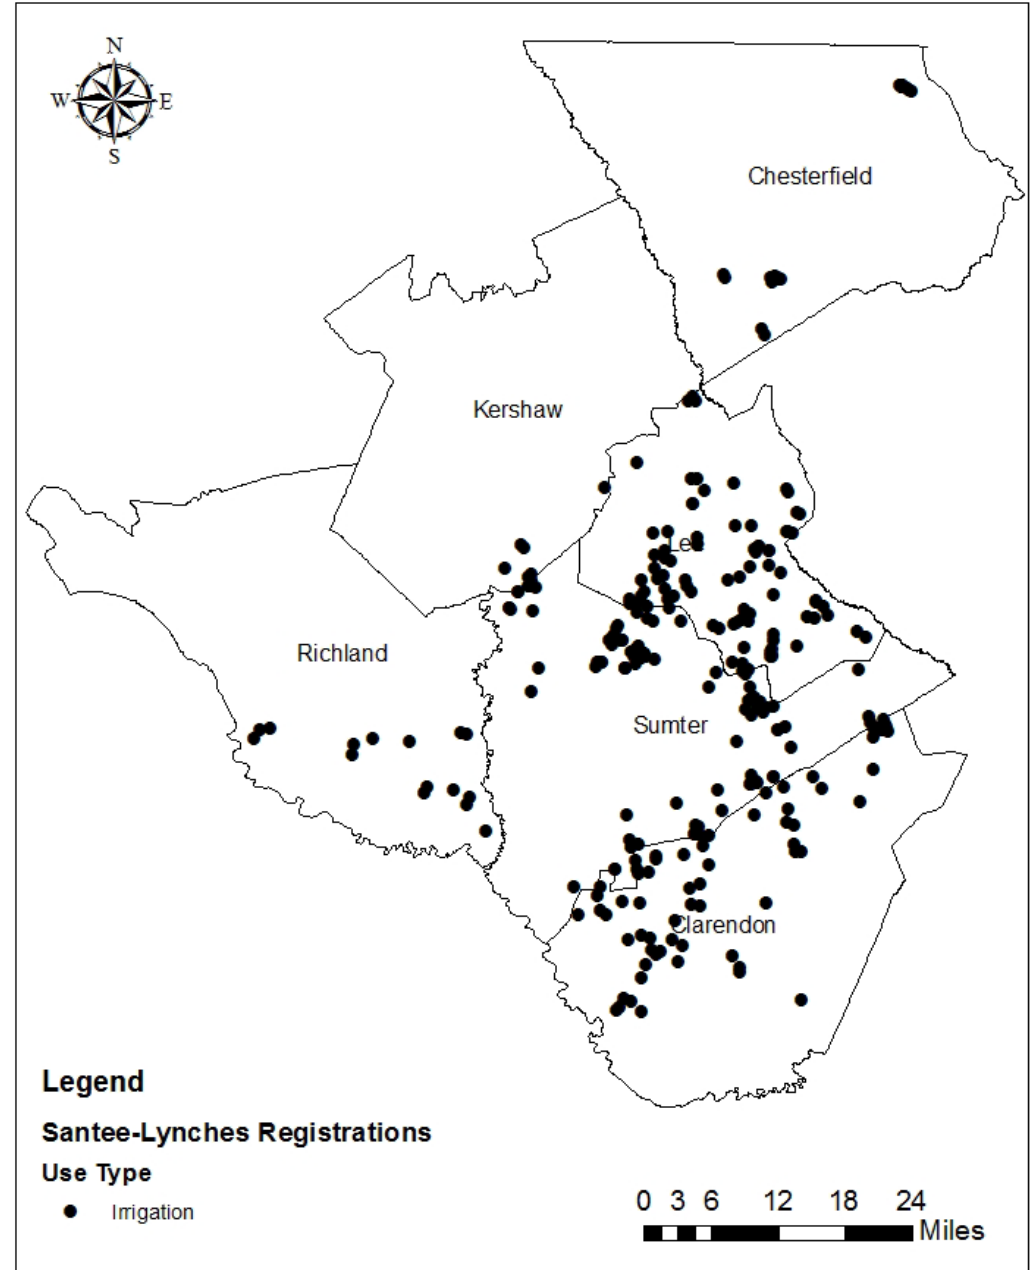 N
W E
S
Chesterfield
Kershaw
Lee
Richland
Sumter
Clarendon
Legend
Santee-Lynches Registrations
Use Type
Irrigation
0 3 6 12 18 24
Miles